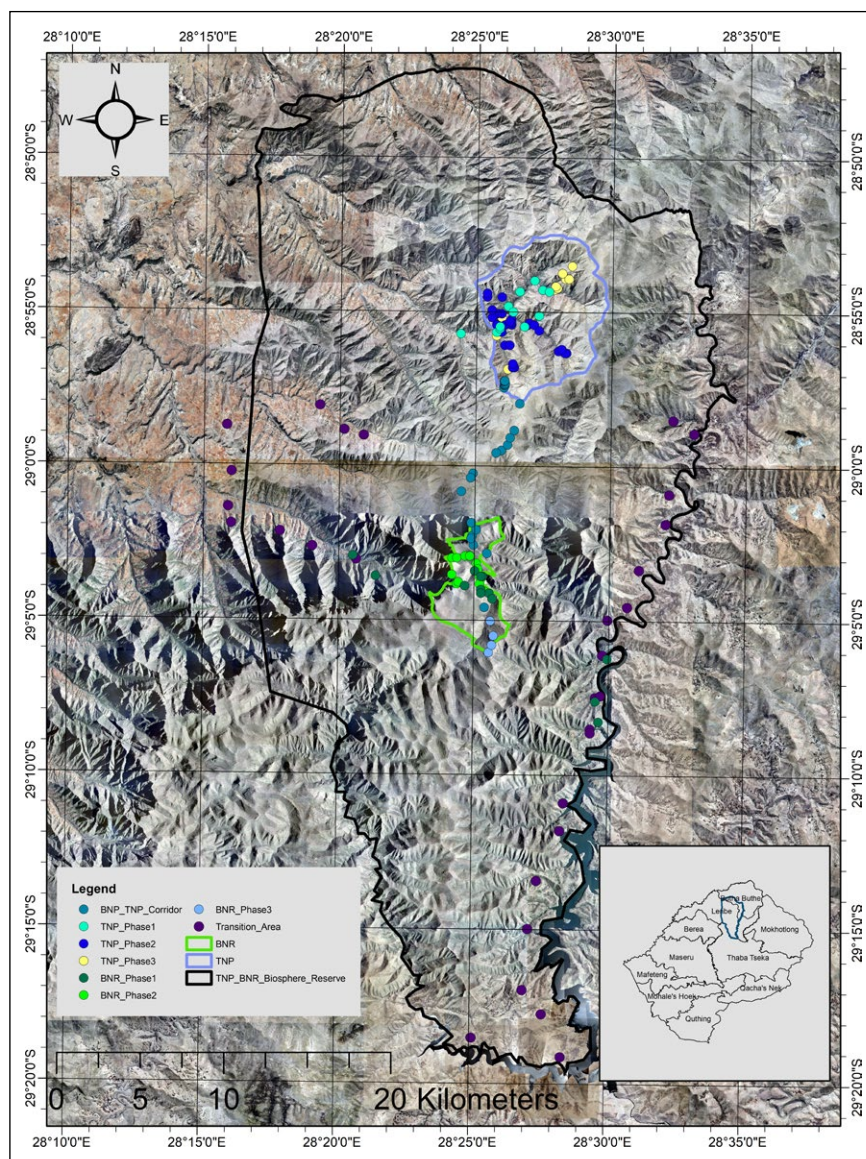 28°10'0"E 28°15'0"E 28°20'0"E 28°25'0"E 28°30'0"E 28°35'0"E
N
W E
S
28°50'0"S 28°50'0"S
28°55'0"S 28°55'0"S
29°0'0"S 29°0'0"S
29°5'0"S 29°5'0"S
29°10'0"S 29°10'0"S
29°15'0"S 29°15'0"S
29°20'0"S 29°20'0"S
Legend
BNP_TNP_Corridor
TNP_Phase1
TNP_Phase2
TNP_Phase3
BNR_Phase1
BNR_Phase2
BNR_Phase3
Transition_Area
BNR
TNP
TNP_BNR_Biosphere_Reserve
Butha Buthe
Leribe
Berea
Mokhotlong
Maseru
Thaba Tseka
Mafeteng
Mohale's Hoek
Qacha's Nek
Quthing
0 5 10 20 Kilometers
28°10'0"E 28°15'0"E 28°20'0"E 28°25'0"E 28°30'0"E 28°35'0"E